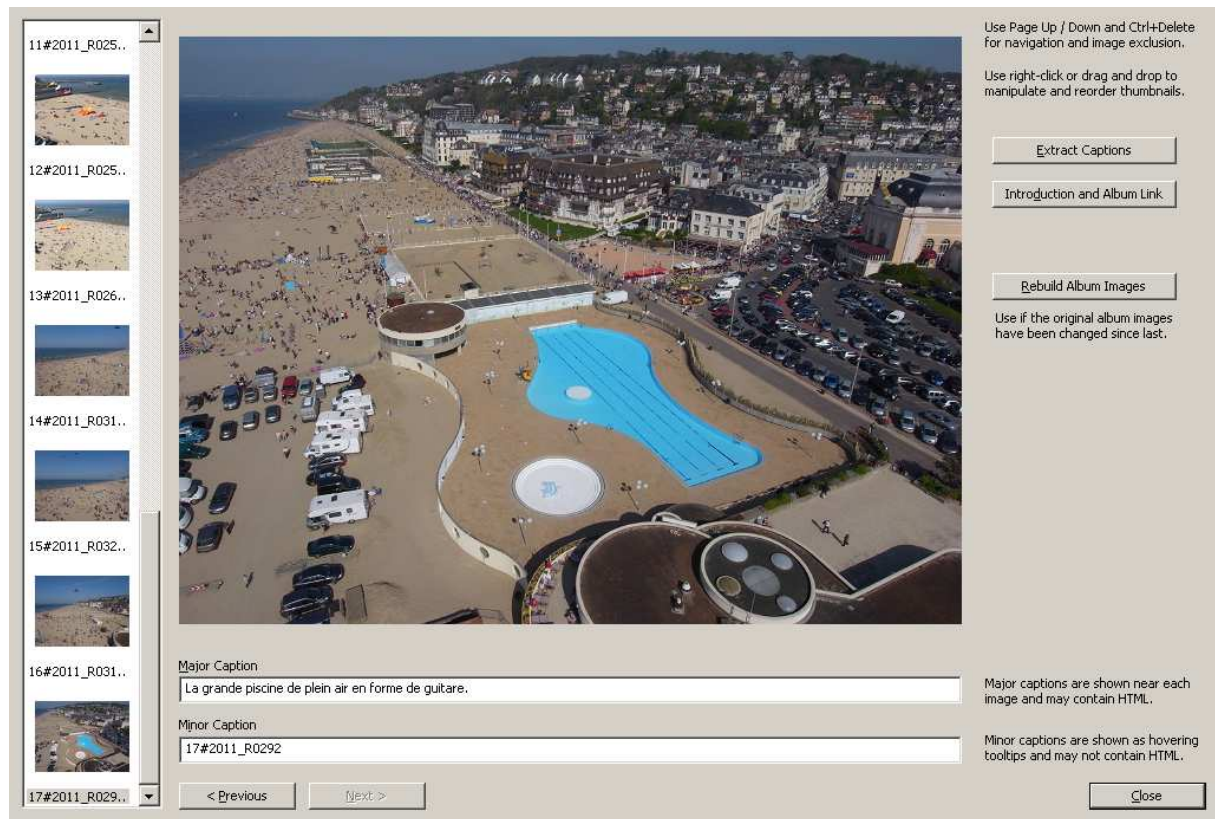 11#2011_R025..
12#2011_R025..
13#2011_R026..
14#2011_R031..
15#2011_R032..
16#2011_R031..
17#2011_R029..
Major Caption
La grande piscine de plein air en forme de guitare.
Minor Caption
17#2011_R0292
< Previous
Next >
Use Page Up / Down and Ctrl+Delete
for navigation and image exclusion.
Use right-click or drag and drop to
manipulate and reorder thumbnails.
Extract Captions
Introduction and Album Link
Rebuild Album Images
Use if the original album images
have been changed since last.
Major captions are shown near each
image and may contain HTML.
Minor captions are shown as hovering
tooltips and may not contain HTML.
Close